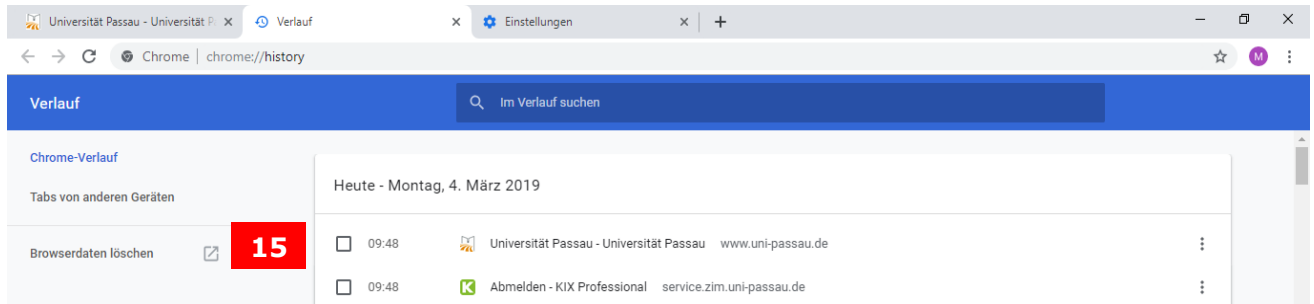 Universität Passau - Universität P
Verlauf
Einstellungen
Chrome | chrome://history
M
Verlauf
Im Verlauf suchen
Chrome-Verlauf
Tabs von anderen Geräten
Browserdaten löschen
15
Heute - Montag, 4. März 2019
09:48 Universität Passau - Universität Passau www.uni-passau.de
09:48 K Abmelden - KIX Professional service.zim.uni-passau.de